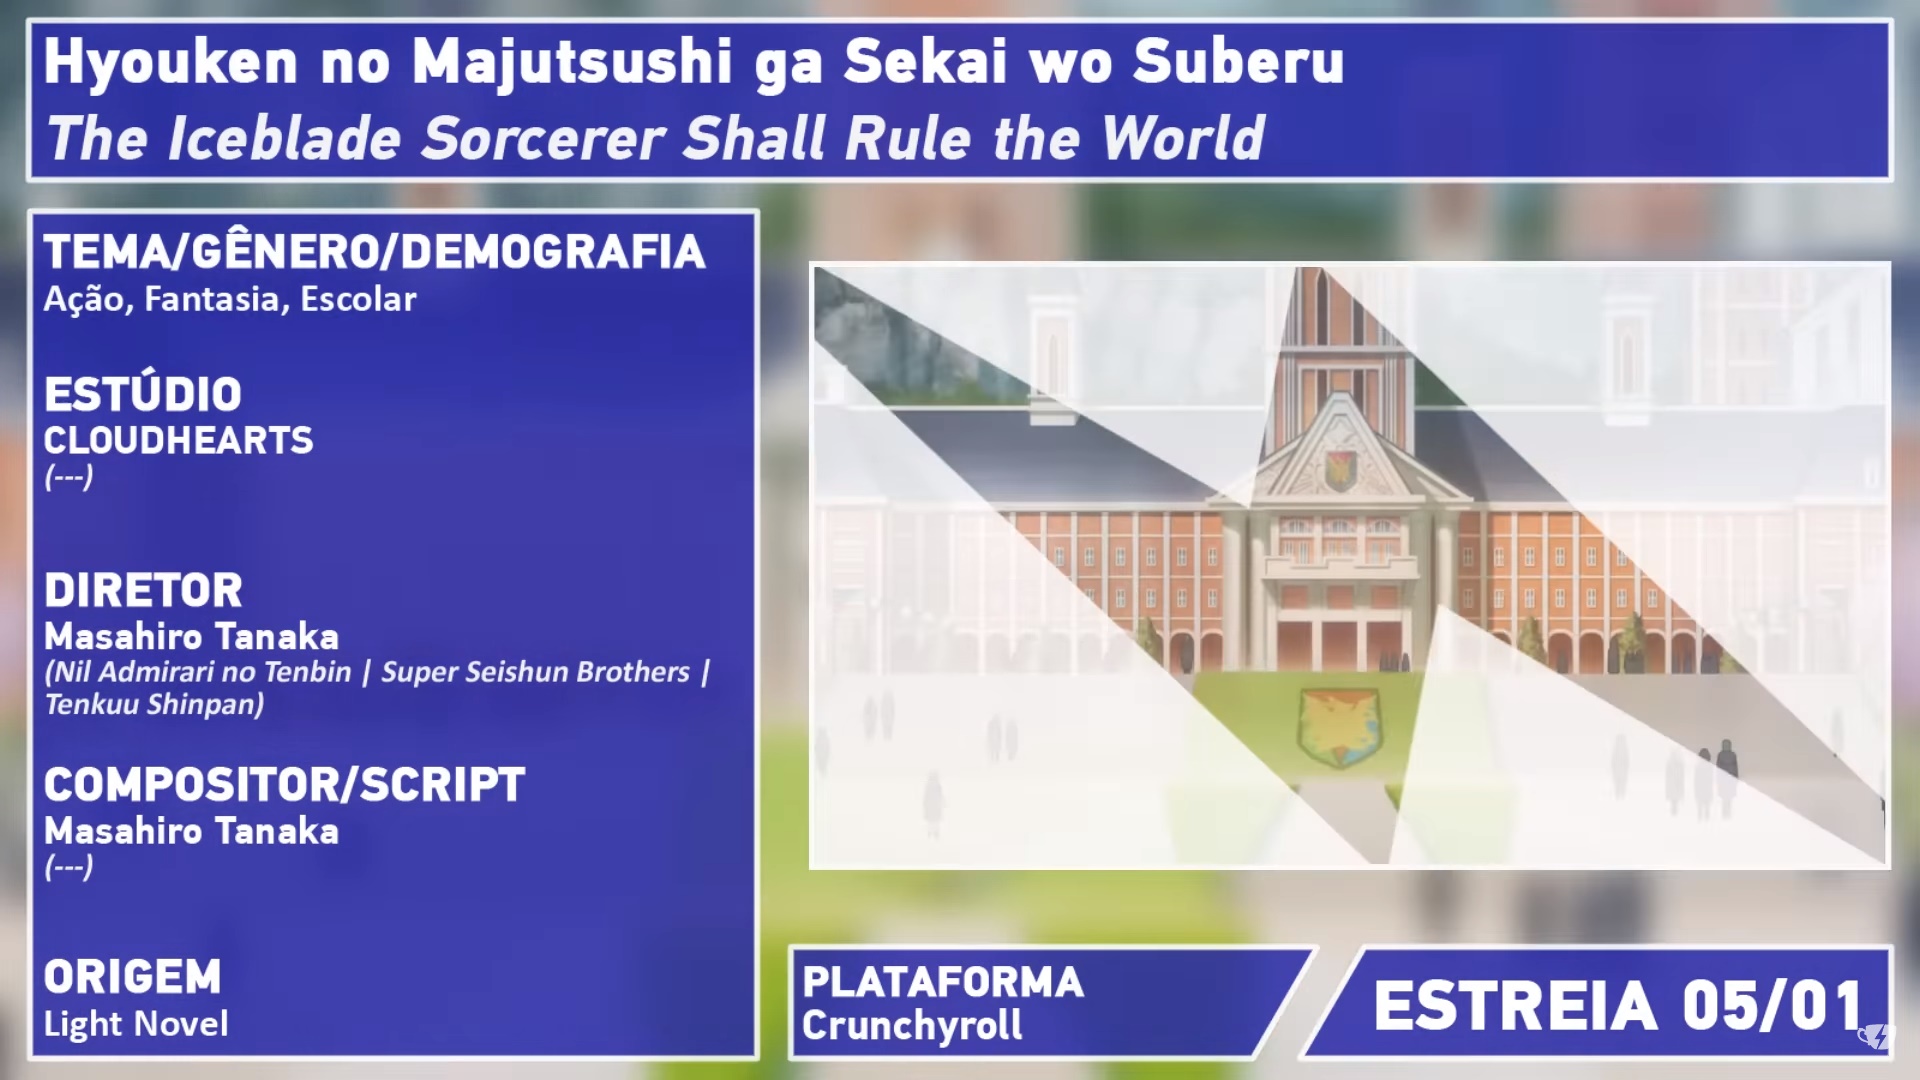 Hyouken no Majutsushi ga Sekai wo Suberu
The Iceblade Sorcerer Shall Rule the World
TEMA/GÊNERO/DEMOGRAFIA
Ação, Fantasia, Escolar
ESTÚDIO
CLOUDHEARTS
(---)
DIRETOR
Masahiro Tanaka
(Nil Admirari no Tenbin | Super Seishun Brothers |
Tenkuu Shinpan)
COMPOSITOR/SCRIPT
Masahiro Tanaka
(---)
ORIGEM
Light Novel
PLATAFORMA
Crunchyroll
ESTREIA 05/01